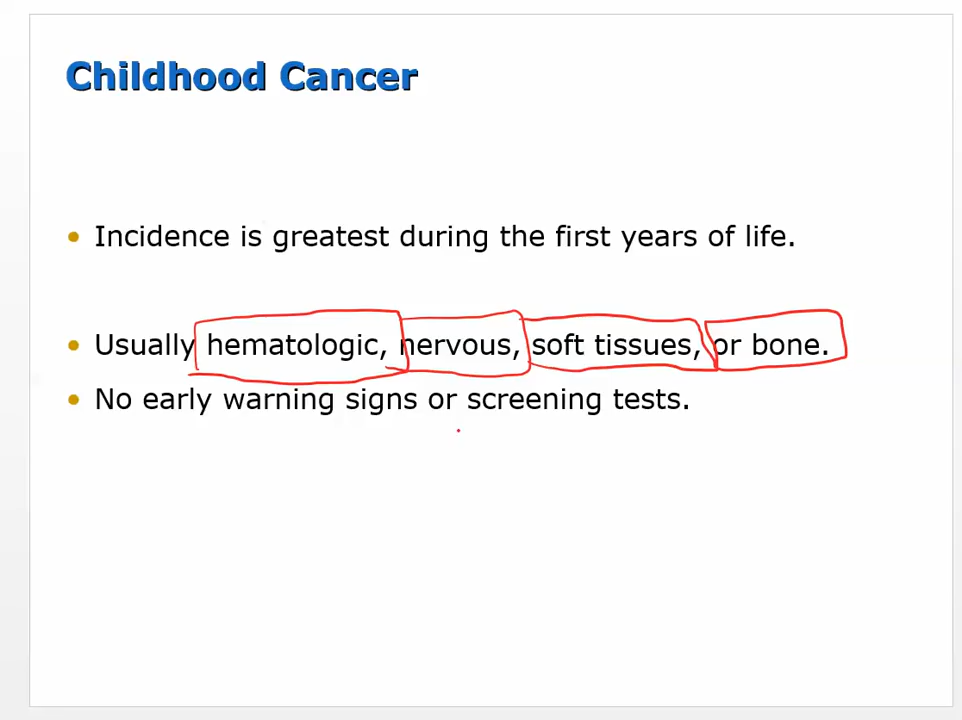 Childhood Cancer
Incidence is greatest during the first years of life.
Usually hematologic, nervous, soft tissues, or bone.
No early warning signs or screening tests.